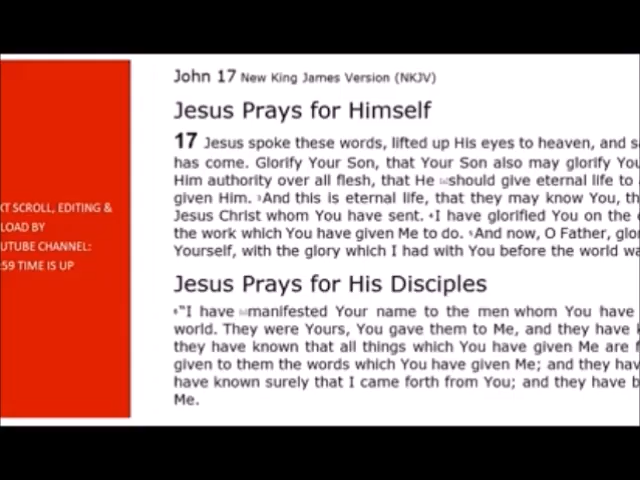 XT SCROLL, EDITING &
LOAD BY
UTUBE CHANNEL:
:59 TIME IS UP
John 17 New King James Version (NKJV)
Jesus Prays for Himself
17 Jesus spoke these words, lifted up His eyes to heaven, and sa
has come. Glorify Your Son, that Your Son also may glorify You
Him authority over all flesh, that He should give eternal life to
given Him. 3And this is eternal life, that they may know You, th
Jesus Christ whom You have sent. 4I have glorified You on the e
the work which You have given Me to do. 5And now, O Father, glor
Yourself, with the glory which I had with You before the world wa
Jesus Prays for His Disciples
6"I have manifested Your name to the men whom You have
world. They were Yours, You gave them to Me, and they have k
they have known that all things which You have given Me are f
given to them the words which You have given Me; and they hav
have known surely that I came forth from You; and they have b
Me.